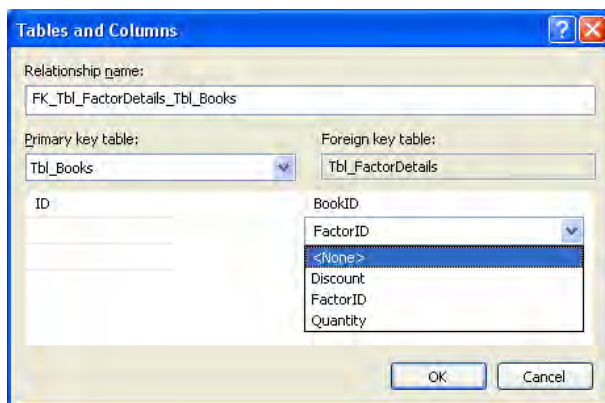 Tables and Columns
Relationship name:
FK_Tbl_FactorDetails_Tbl_Books
Primary key table:
Foreign key table:
Tbl_Books
Tbl_FactorDetails
ID
BookID
FactorID
<None>
Discount
FactorID
Quantity
OK
Cancel